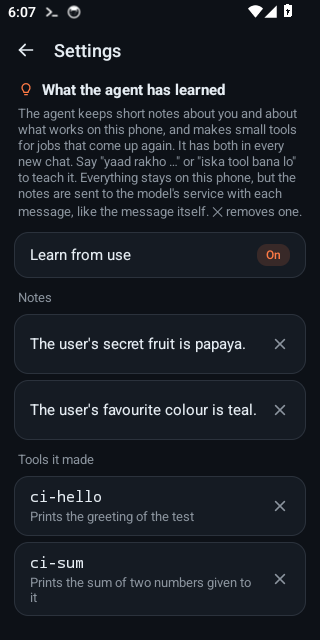 6:07
Settings
What the agent has learned
The agent keeps short notes about you and about
what works on this phone, and makes small tools
for jobs that come up again. It has both in every
new chat. Say "yaad rakho …" or "iska tool bana lo"
to teach it. Everything stays on this phone, but the
notes are sent to the model's service with each
message, like the message itself. ✕ removes one.
Learn from use
On
Notes
The user's secret fruit is papaya.
The user's favourite colour is teal.
Tools it made
ci-hello
Prints the greeting of the test
ci-sum
Prints the sum of two numbers given to
it